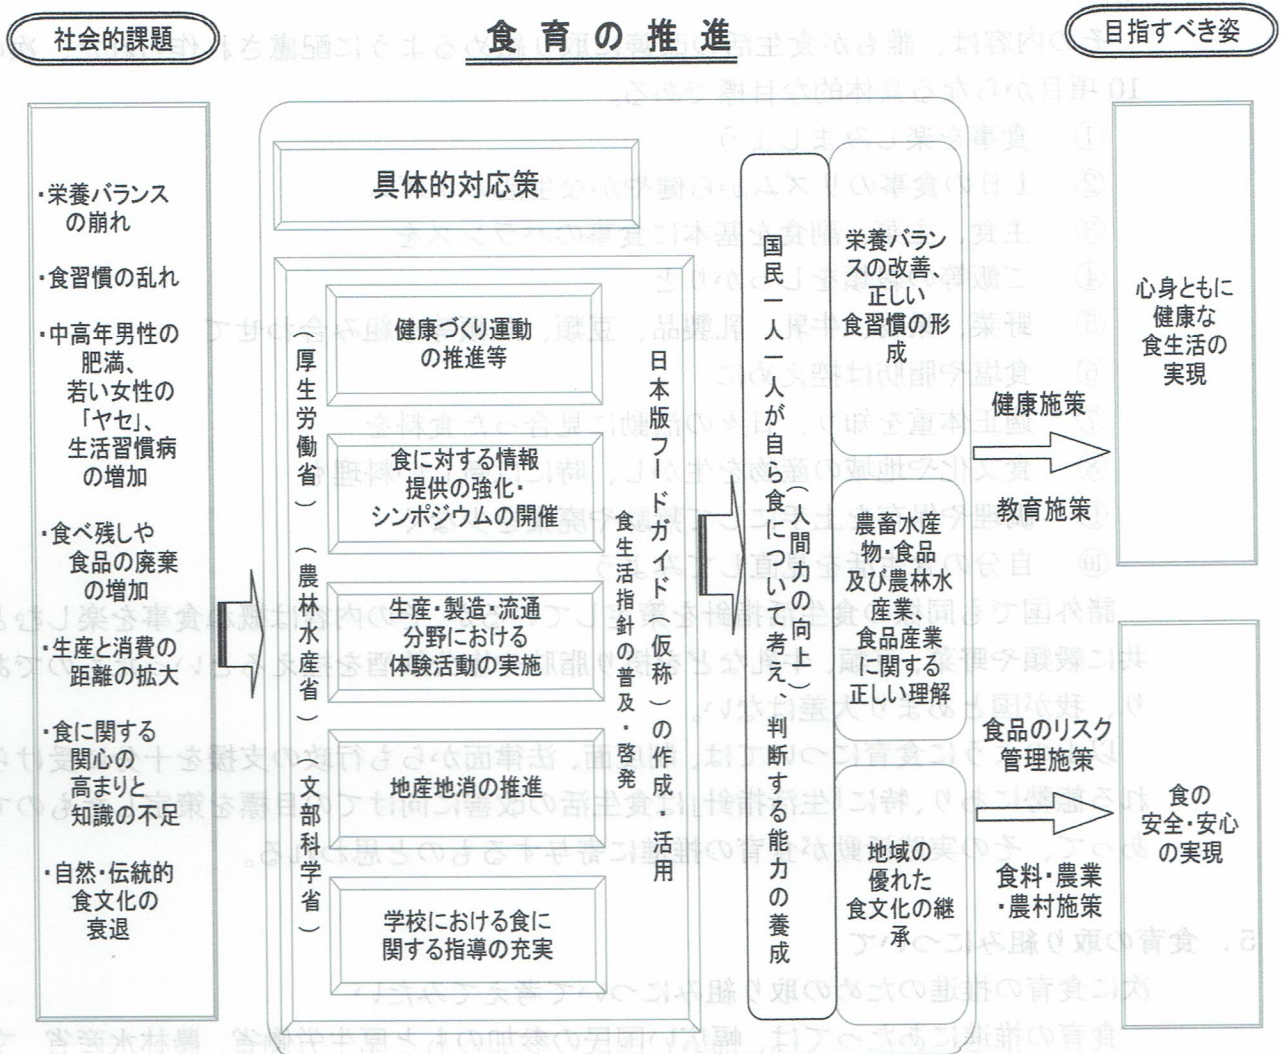 社会的課題
食育の推進
目指すべき姿
・栄養バランス
の崩れ
・食習慣の乱れ
・中高年男性の
肥満、
若い女性の
「ヤセ」、
生活習慣病
の増加
・食べ残しや
食品の廃棄
の増加
・生産と消費の
距離の拡大
・食に関する
関心の
高まりと
知識の不足
・自然・伝統的
食文化の
衰退
具体的対応策
(厚生労働省)(農林水産省)(文部科学省)
健康づくり運動
の推進等
食に対する情報
提供の強化・
シンポジウムの開催
生産・製造・流通
分野における
体験活動の実施
地産地消の推進
学校における食に
関する指導の充実
日本版フードガイド(仮称)の作成・活用
食生活指針の普及・啓発
国民一人一人が自ら食について考え、判断する能力の養成
(人間力の向上)
栄養バラン
スの改善、
正しい
食習慣の形
成
農畜水産
物・食品
及び農林水
産業、
食品産業
に関する
正しい理解
地域の
優れた
食文化の継
承
健康施策
教育施策
食品のリスク
管理施策
食料・農業
・農村施策
心身ともに
健康な
食生活の
実現
食の
安全・安心
の実現